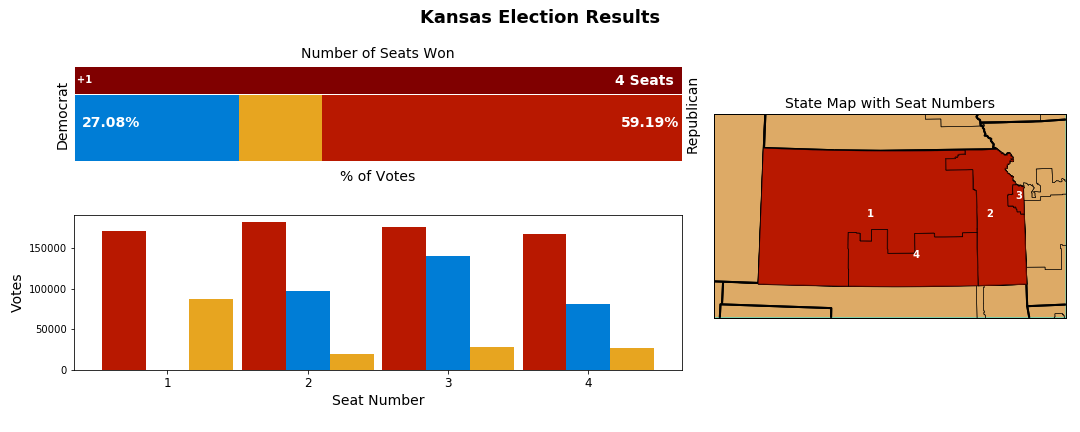 Kansas Election Results
Number of Seats Won
Democrat
+1
4 Seats
27.08%
59.19%
Republican
% of Votes
Votes
150000
100000
50000
0
1
2
3
4
Seat Number
State Map with Seat Numbers
1
2
3
4